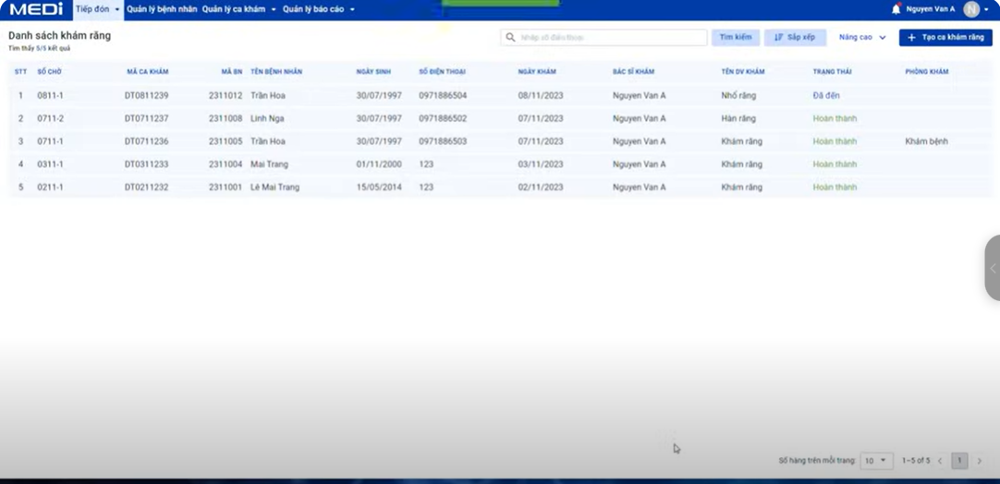 MEDi Tiếp đón Quản lý bệnh nhân Quản lý ca khám Quản lý báo cáo Nguyen Van A N
Danh sách khám răng
Tìm thấy 5/5 kết quả
Nhập số điện thoại Tìm kiếm Sắp xếp Nâng cao + Tạo ca khám răng
STT SỐ CHỜ MÃ CA KHÁM MÃ BN TÊN BỆNH NHÂN NGÀY SINH SỐ ĐIỆN THOẠI NGÀY KHÁM BÁC SĨ KHÁM TÊN DV KHÁM TRẠNG THÁI PHÒNG KHÁM
1 0811-1 DT0811239 2311012 Trần Hoa 30/07/1997 0971886504 08/11/2023 Nguyen Van A Nhổ răng Đã đến
2 0711-2 DT0711237 2311008 Linh Nga 30/07/1997 0971886502 07/11/2023 Nguyen Van A Hàn răng Hoàn thành
3 0711-1 DT0711236 2311005 Trần Hoa 30/07/1997 0971886503 07/11/2023 Nguyen Van A Khám răng Hoàn thành Khám bệnh
4 0311-1 DT0311233 2311004 Mai Trang 01/11/2000 123 03/11/2023 Nguyen Van A Khám răng Hoàn thành
5 0211-1 DT0211232 2311001 Lê Mai Trang 15/05/2014 123 02/11/2023 Nguyen Van A Khám răng Hoàn thành
Số hàng trên mỗi trang: 10 1-5 of 5 1